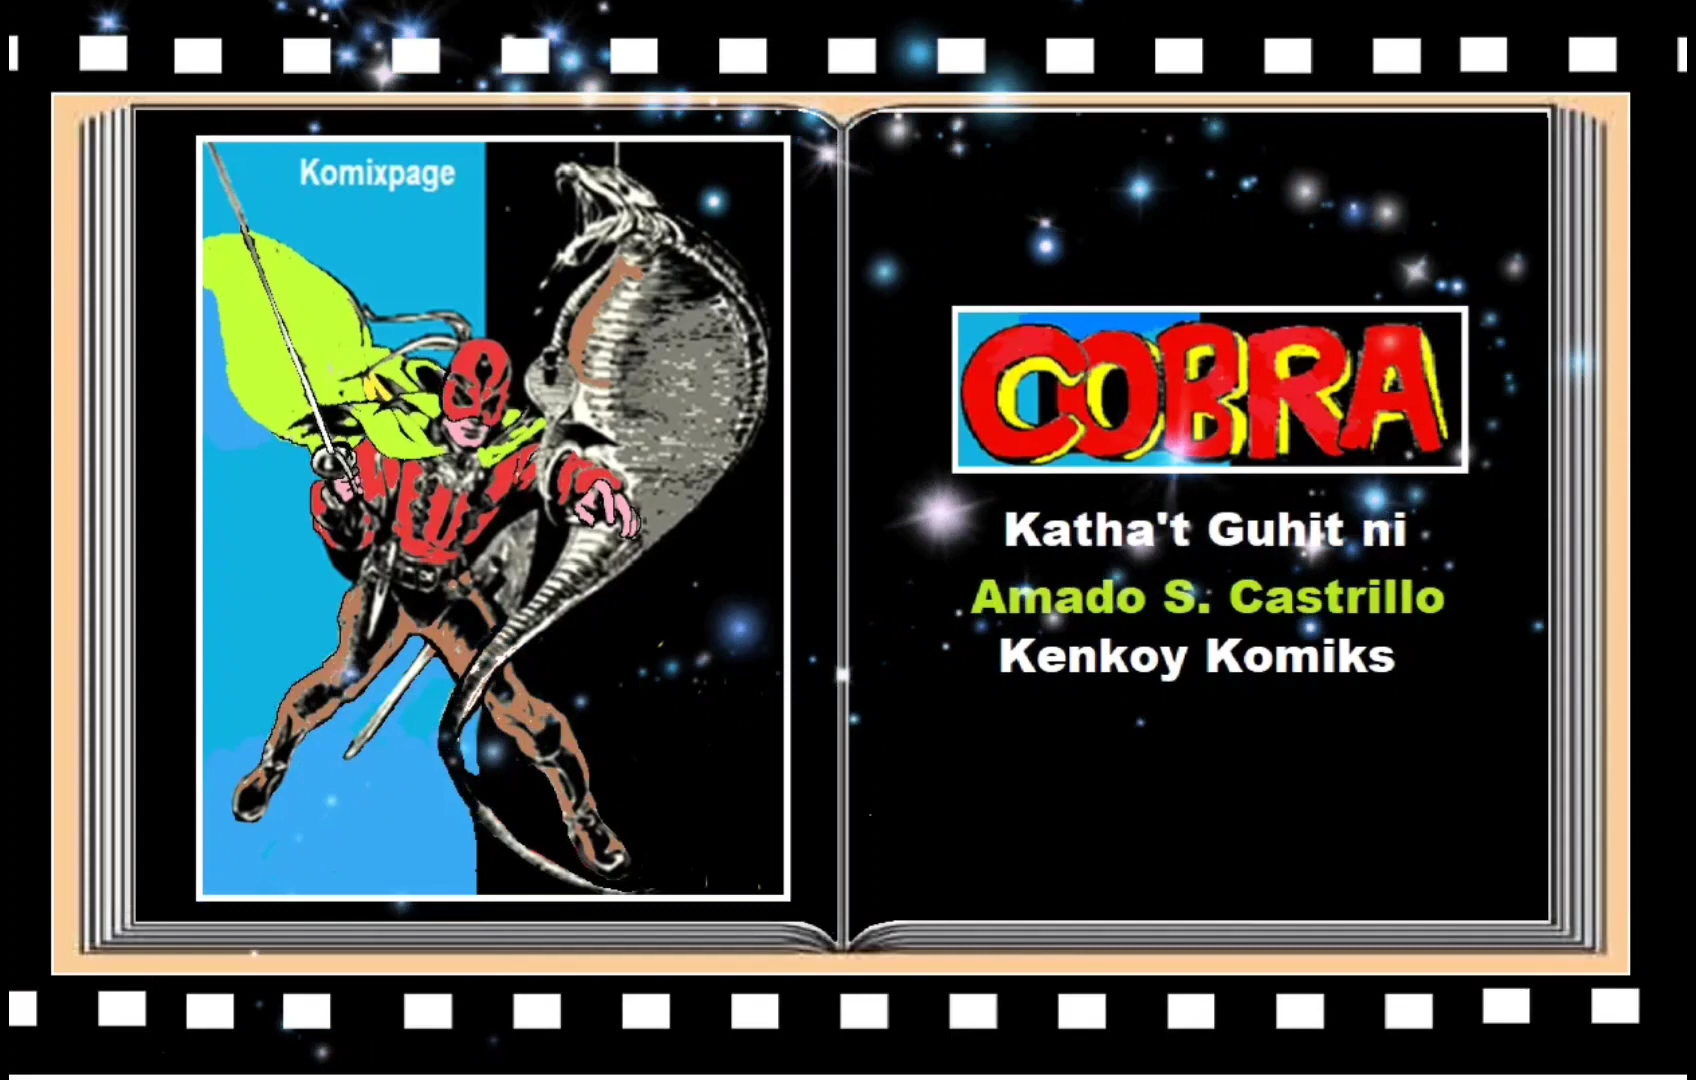 Komixpage
COBRA
Katha't Guhit ni
Amado S. Castrillo
Kenkoy Komiks